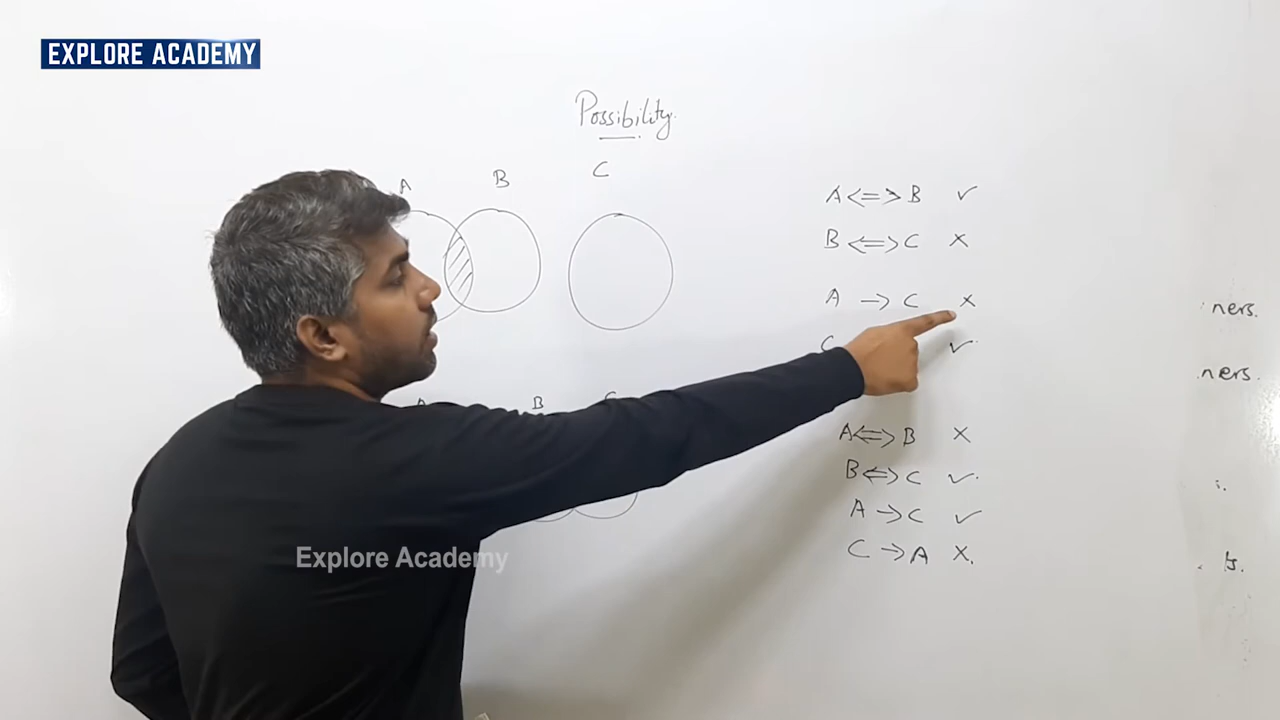 EXPLORE ACADEMY
Possibility.
A B C
A <=> B ✓
B <=> C ✗
A -> C ✗
C ✓
A B C
A <=> B ✗
B <=> C ✓
A -> C ✓
C -> A ✗.
ners.
ners.
Explore Academy